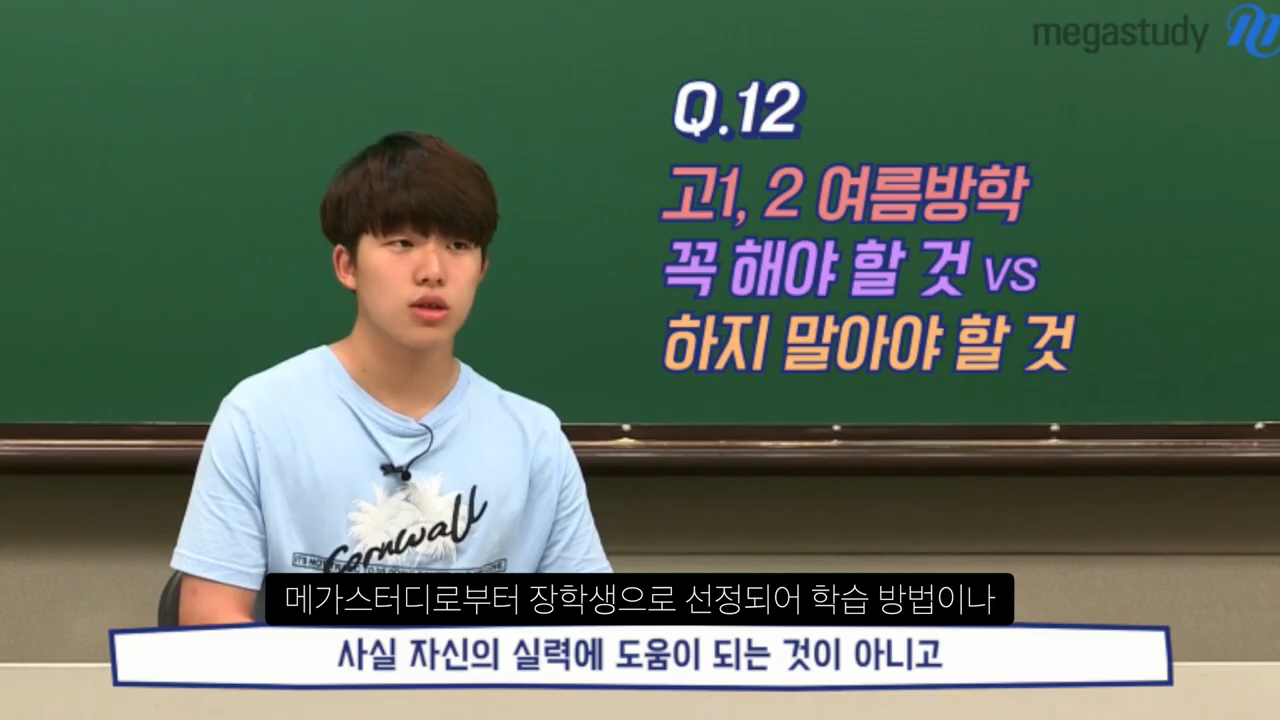 megastudy
Q.12
고1, 2 여름방학
꼭 해야 할 것 vs
하지 말아야 할 것
Cornwall
메가스터디로부터 장학생으로 선정되어 학습 방법이나
사실 자신의 실력에 도움이 되는 것이 아니고